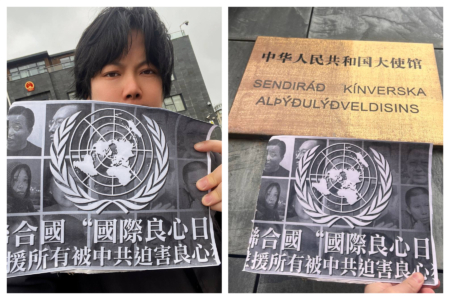 聯合國 “國際良心日
援所有被中共迫害良心
中华人民共和国大使馆
SENDIRÁÐ KÍNVERSKA
ALÞÝÐULÝÐVELDISINS
聯合國 “國際良心日
援所有被中共迫害良心